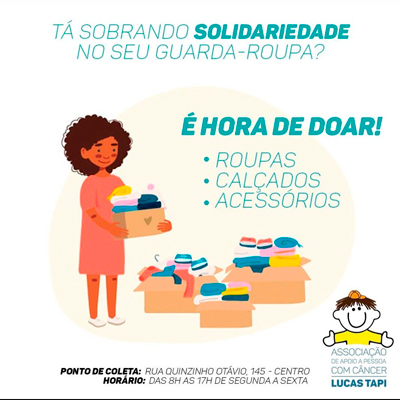 TÁ SOBRANDO SOLIDARIEDADE
NO SEU GUARDA-ROUPA?
É HORA DE DOAR!
• ROUPAS
• CALÇADOS
• ACESSÓRIOS
PONTO DE COLETA: RUA QUINZINHO OTÁVIO, 145 - CENTRO
HORÁRIO: DAS 8H AS 17H DE SEGUNDA A SEXTA
ASSOCIAÇÃO
DE APOIO A PESSOA
COM CÂNCER
LUCAS TAPI